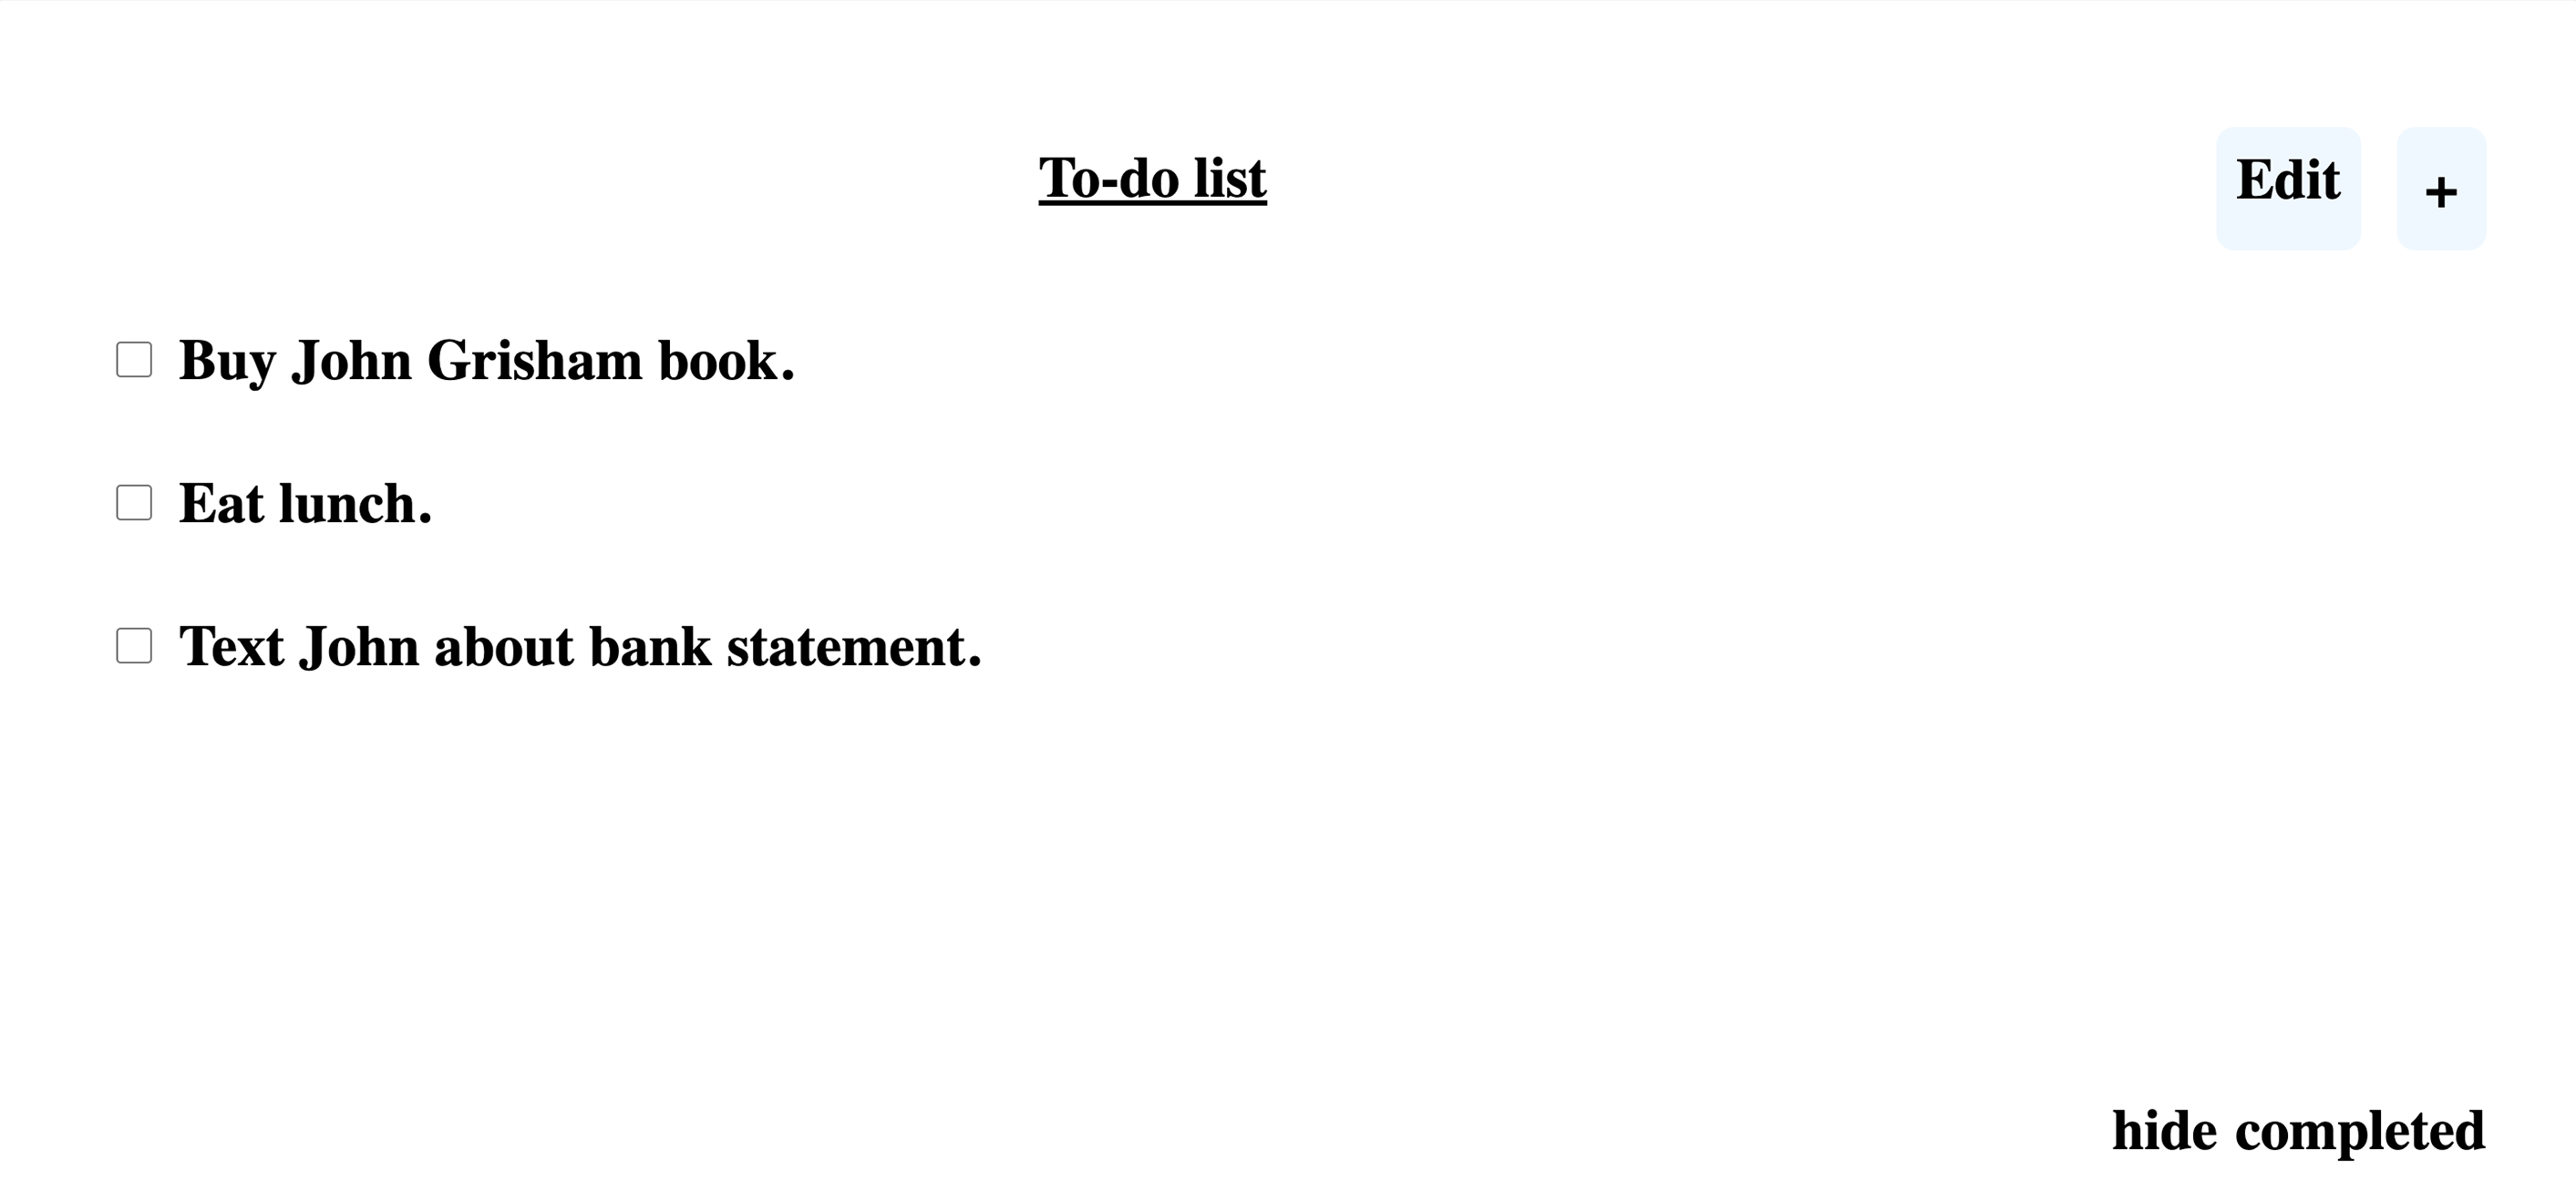 To-do list
Edit
+
Buy John Grisham book.
Eat lunch.
Text John about bank statement.
hide completed